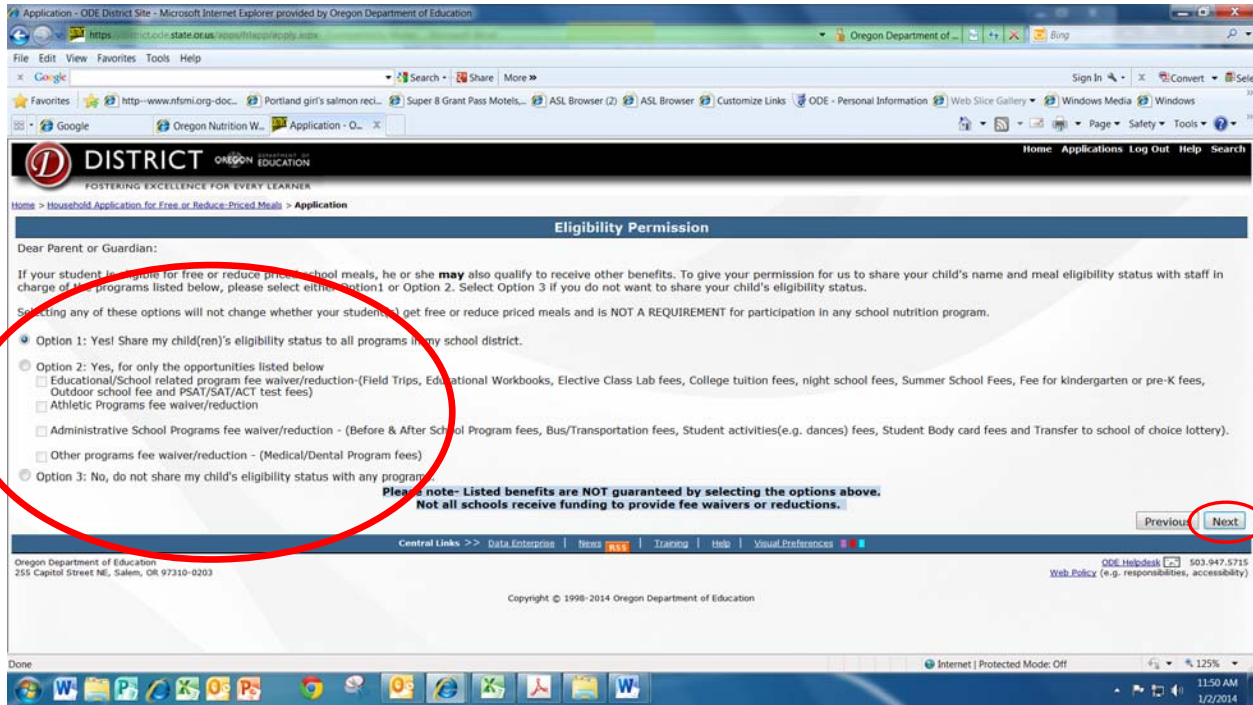 Application - ODE District Site - Microsoft Internet Explorer provided by Oregon Department of Education
https state.or.us/apps/frlapp/apply.aspx
Oregon Department of ...
Bing
File Edit View Favorites Tools Help
x Google
Search
Share
More »
Sign In
x
Convert
Sele
Favorites
http--www.nfsmi.org-doc...
Portland girl's salmon reci...
Super 8 Grant Pass Motels,...
ASL Browser (2)
ASL Browser
Customize Links
ODE - Personal Information
Web Slice Gallery
Windows Media
Windows
Google
Oregon Nutrition W...
Application - O... X
Page
Safety
Tools
DISTRICT OREGON DEPARTMENT OF EDUCATION
Home Applications Log Out Help Search
FOSTERING EXCELLENCE FOR EVERY LEARNER
Home > Household Application for Free or Reduce-Priced Meals > Application
Eligibility Permission
Dear Parent or Guardian:
If your student is eligible for free or reduce priced school meals, he or she may also qualify to receive other benefits. To give your permission for us to share your child's name and meal eligibility status with staff in
charge of the programs listed below, please select either Option1 or Option 2. Select Option 3 if you do not want to share your child's eligibility status.
Selecting any of these options will not change whether your student(s) get free or reduce priced meals and is NOT A REQUIREMENT for participation in any school nutrition program.
Option 1: Yes! Share my child(ren)'s eligibility status to all programs in my school district.
Option 2: Yes, for only the opportunities listed below
Educational/School related program fee waiver/reduction-(Field Trips, Educational Workbooks, Elective Class Lab fees, College tuition fees, night school fees, Summer School Fees, Fee for kindergarten or pre-K fees,
Outdoor school fee and PSAT/SAT/ACT test fees)
Athletic Programs fee waiver/reduction
Administrative School Programs fee waiver/reduction - (Before & After School Program fees, Bus/Transportation fees, Student activities(e.g. dances) fees, Student Body card fees and Transfer to school of choice lottery).
Other programs fee waiver/reduction - (Medical/Dental Program fees)
Option 3: No, do not share my child's eligibility status with any programs.
Please note- Listed benefits are NOT guaranteed by selecting the options above.
Not all schools receive funding to provide fee waivers or reductions.
Previous Next
Central Links >> Data Enterprise | News RSS | Training | Help | Visual Preferences
Oregon Department of Education
255 Capitol Street NE, Salem, OR 97310-0203
ODE Helpdesk 503.947.5715
Web Policy (e.g. responsibilities, accessibility)
Copyright © 1998-2014 Oregon Department of Education
Done
Internet | Protected Mode: Off
125%
11:50 AM
1/2/2014